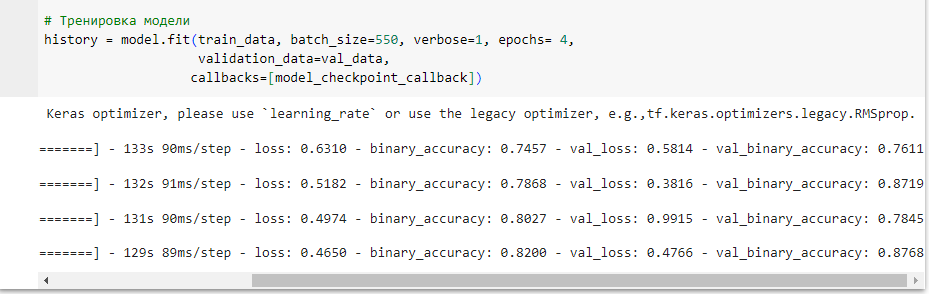 # Тренировка модели
history = model.fit(train_data, batch_size=550, verbose=1, epochs= 4,
validation_data=val_data,
callbacks=[model_checkpoint_callback])
Keras optimizer, please use `learning_rate` or use the legacy optimizer, e.g.,tf.keras.optimizers.legacy.RMSprop.
=======] - 133s 90ms/step - loss: 0.6310 - binary_accuracy: 0.7457 - val_loss: 0.5814 - val_binary_accuracy: 0.7611
=======] - 132s 91ms/step - loss: 0.5182 - binary_accuracy: 0.7868 - val_loss: 0.3816 - val_binary_accuracy: 0.8719
=======] - 131s 90ms/step - loss: 0.4974 - binary_accuracy: 0.8027 - val_loss: 0.9915 - val_binary_accuracy: 0.7845
=======] - 129s 89ms/step - loss: 0.4650 - binary_accuracy: 0.8200 - val_loss: 0.4766 - val_binary_accuracy: 0.8768